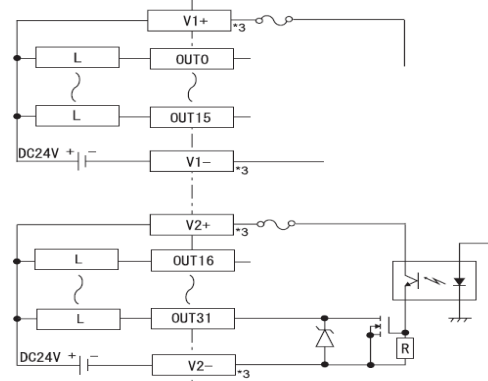 V1+
*3
L OUT0
L OUT15
DC24V + − V1−
*3
V2+
*3
L OUT16
L OUT31
R
DC24V + − V2−
*3